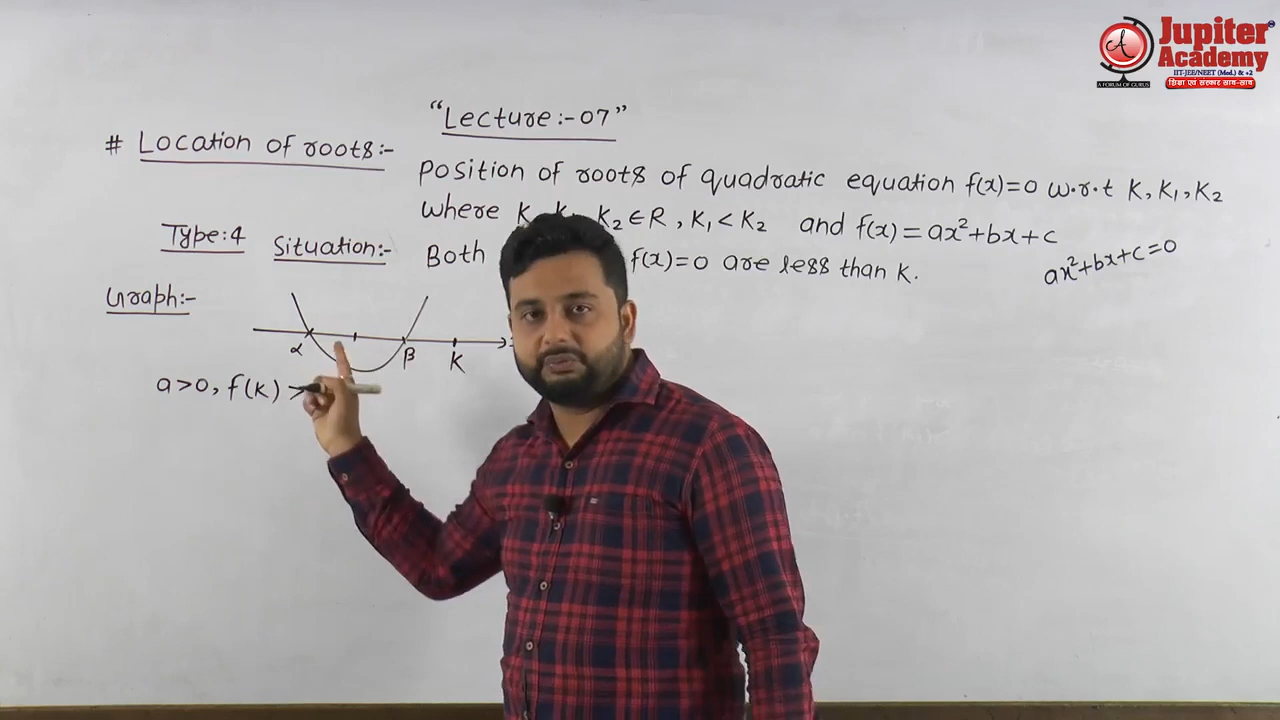 Jupiter
Academy
IIT-JEE/NEET (Med.) & +2
A FORUM OF GURUS
शिक्षा एवं संस्कार साथ-साथ
"Lecture:-07"
# Location of roots:-
Position of roots of quadratic equation f(x)=0 w.r.t K, K₁, K₂
where K K₂ ∈ R , K₁ < K₂ and f(x) = ax²+bx+c
Type:4 Situation:- Both f(x)=0 are less than K.
ax²+bx+c=0
Graph:-
α β K
a>0, f(K) >